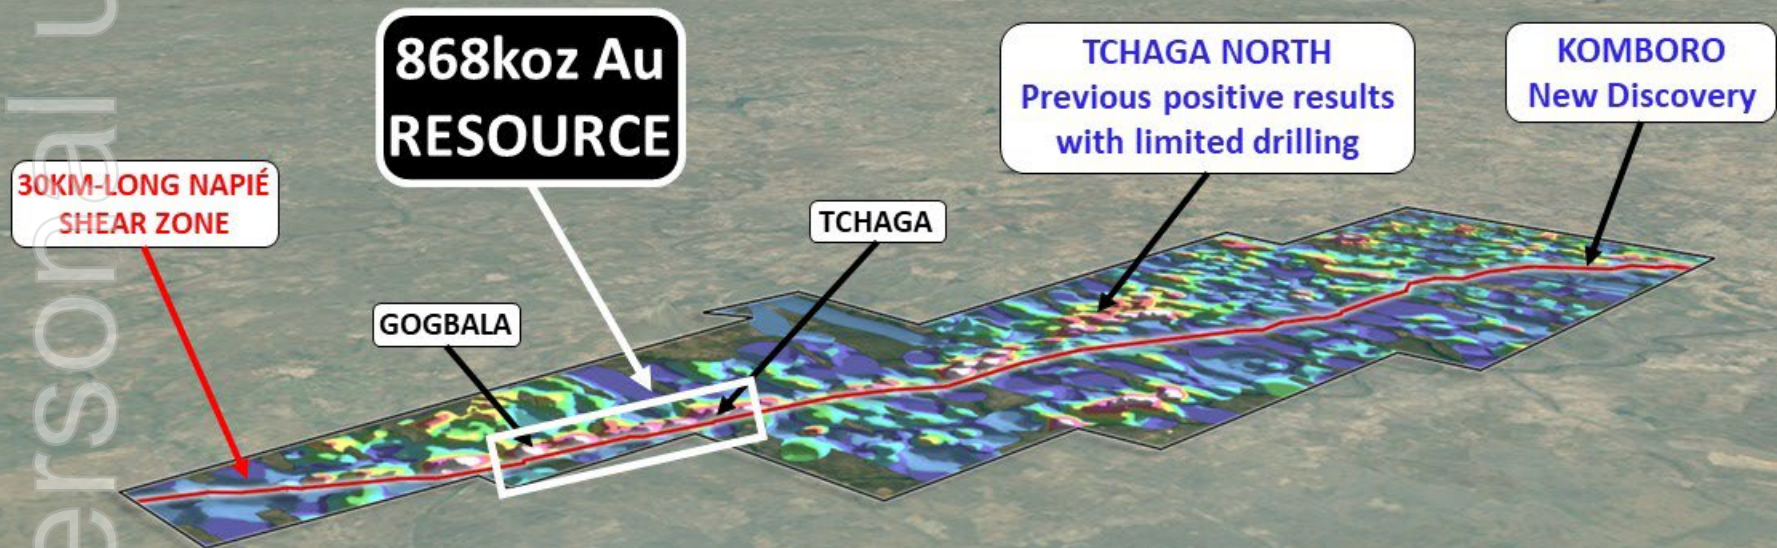 868koz Au
RESOURCE
TCHAGA NORTH
Previous positive results
with limited drilling
KOMBORO
New Discovery
30KM-LONG NAPIÉ
SHEAR ZONE
TCHAGA
GOGBALA
ersonal u